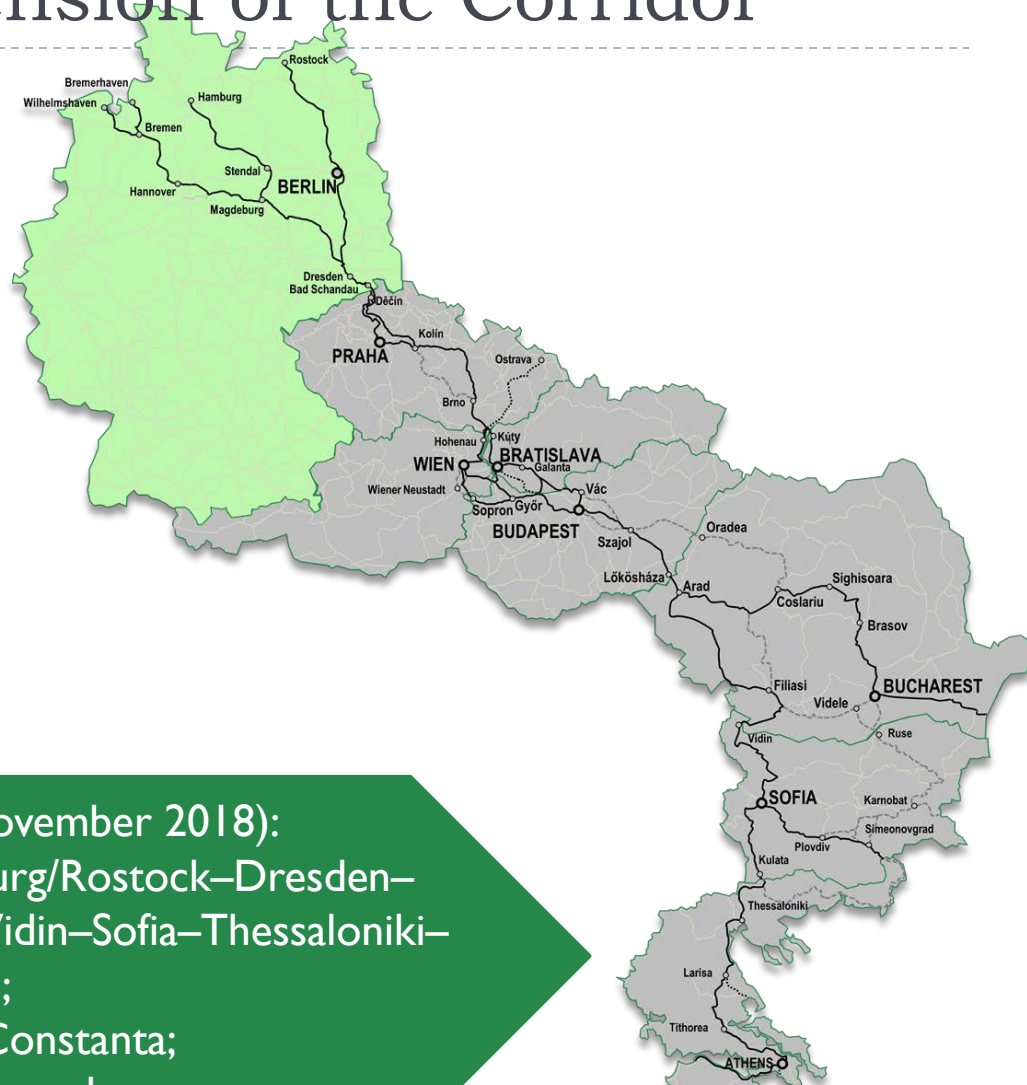 ension of the Corridor
Rostock
Bremerhaven
Wilhelmshaven
Hamburg
Bremen
Stendal
BERLIN
Hannover
Magdeburg
Dresden
Bad Schandau
Děčín
Kolín
PRAHA
Ostrava
Brno
Hohenau
Kúty
BRATISLAVA
WIEN
Galanta
Wiener Neustadt
Vác
Sopron
Győr
BUDAPEST
Oradea
Szajol
Lőkösháza
Arad
Sighisoara
Coslariu
Brasov
Filiasi
BUCHAREST
Videle
Vidin
Ruse
SOFIA
Karnobat
Simeonovgrad
Plovdiv
Kulata
Thessaloniki
Larisa
Tithorea
ATHENS
ovember 2018):
urg/Rostock–Dresden–
Vidin–Sofia–Thessaloniki–
;
Constanta;